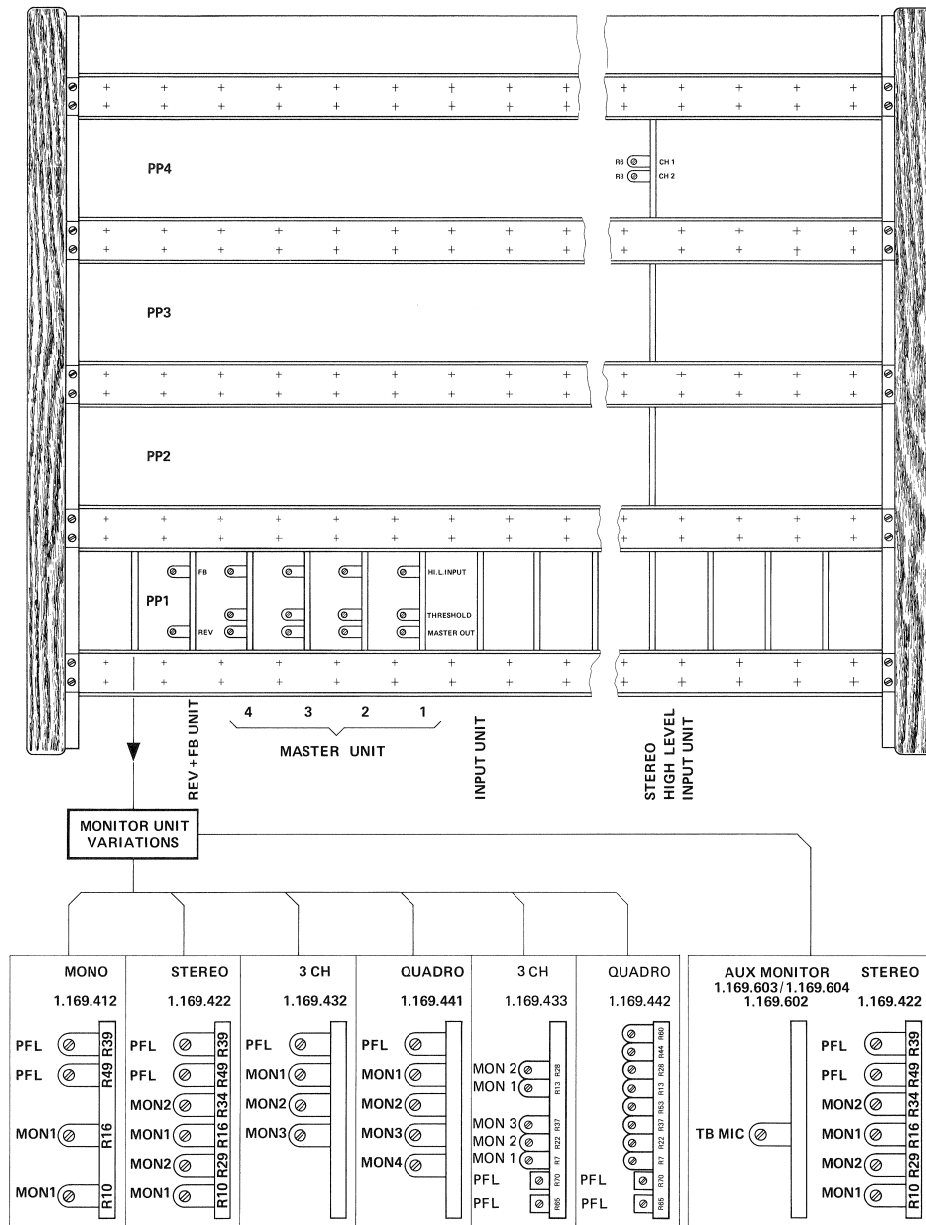 R6 CH 1
PP4
R3 CH 2
PP3
PP2
FB HI.L.INPUT
PP1
THRESHOLD
REV MASTER OUT
REV + FB UNIT
4 3 2 1
MASTER UNIT
INPUT UNIT
STEREO
HIGH LEVEL
INPUT UNIT
MONITOR UNIT
VARIATIONS
MONO
1.169.412
PFL R39
PFL R49
MON1 R16
MON1 R10
STEREO
1.169.422
PFL R39
PFL R49
MON2 R34
MON1 R16
MON2 R29
MON1 R10
3 CH
1.169.432
PFL
MON1
MON2
MON3
QUADRO
1.169.441
PFL
MON1
MON2
MON3
MON4
3 CH
1.169.433
MON 2 R28
MON 1 R13
MON 3 R37
MON 2 R22
MON 1 R7
PFL R70
PFL R65
QUADRO
1.169.442
R60
R44
R28
R13
R53
R37
R22
R7
PFL R70
PFL R65
AUX MONITOR
1.169.603/1.169.604
1.169.602
TB MIC
STEREO
1.169.422
PFL R39
PFL R49
MON2 R34
MON1 R16
MON2 R29
MON1 R10